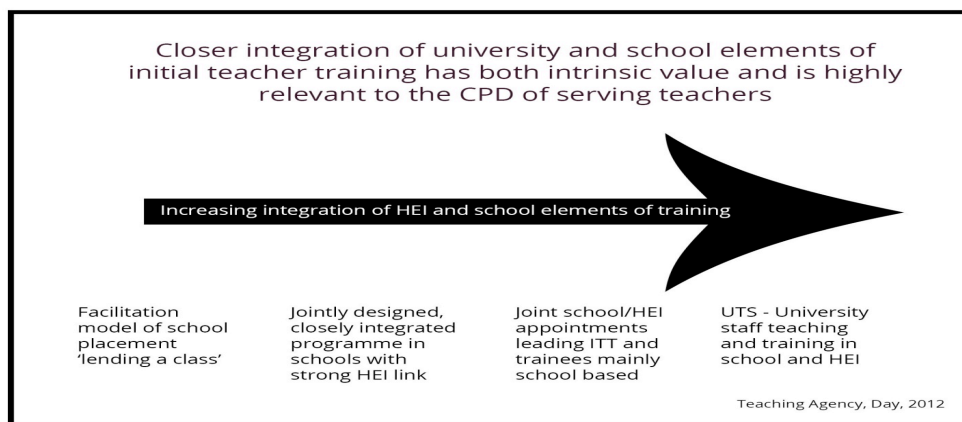 Closer integration of university and school elements of
initial teacher training has both intrinsic value and is highly
relevant to the CPD of serving teachers
Increasing integration of HEI and school elements of training
Facilitation
model of school
placement
‘lending a class’
Jointly designed,
closely integrated
programme in
schools with
strong HEI link
Joint school/HEI
appointments
leading ITT and
trainees mainly
school based
UTS - University
staff teaching
and training in
school and HEI
Teaching Agency, Day, 2012